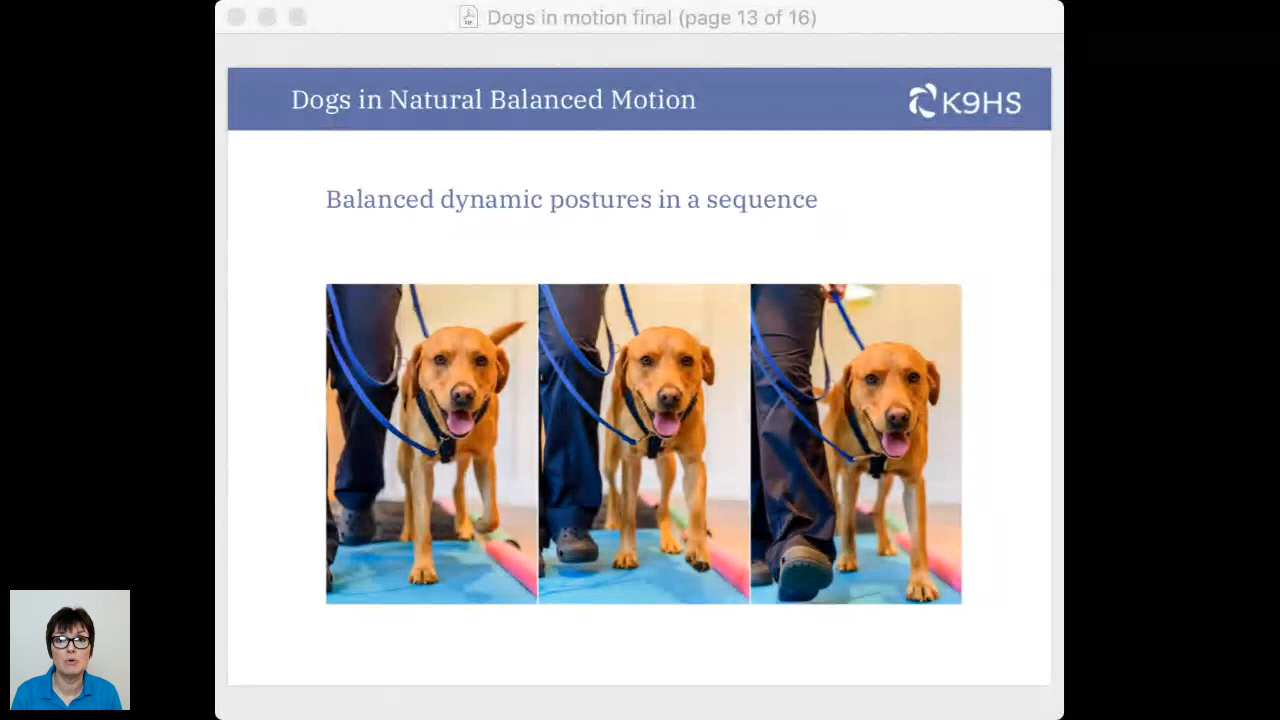 Dogs in motion final (page 13 of 16)
Dogs in Natural Balanced Motion
K9HS
Balanced dynamic postures in a sequence